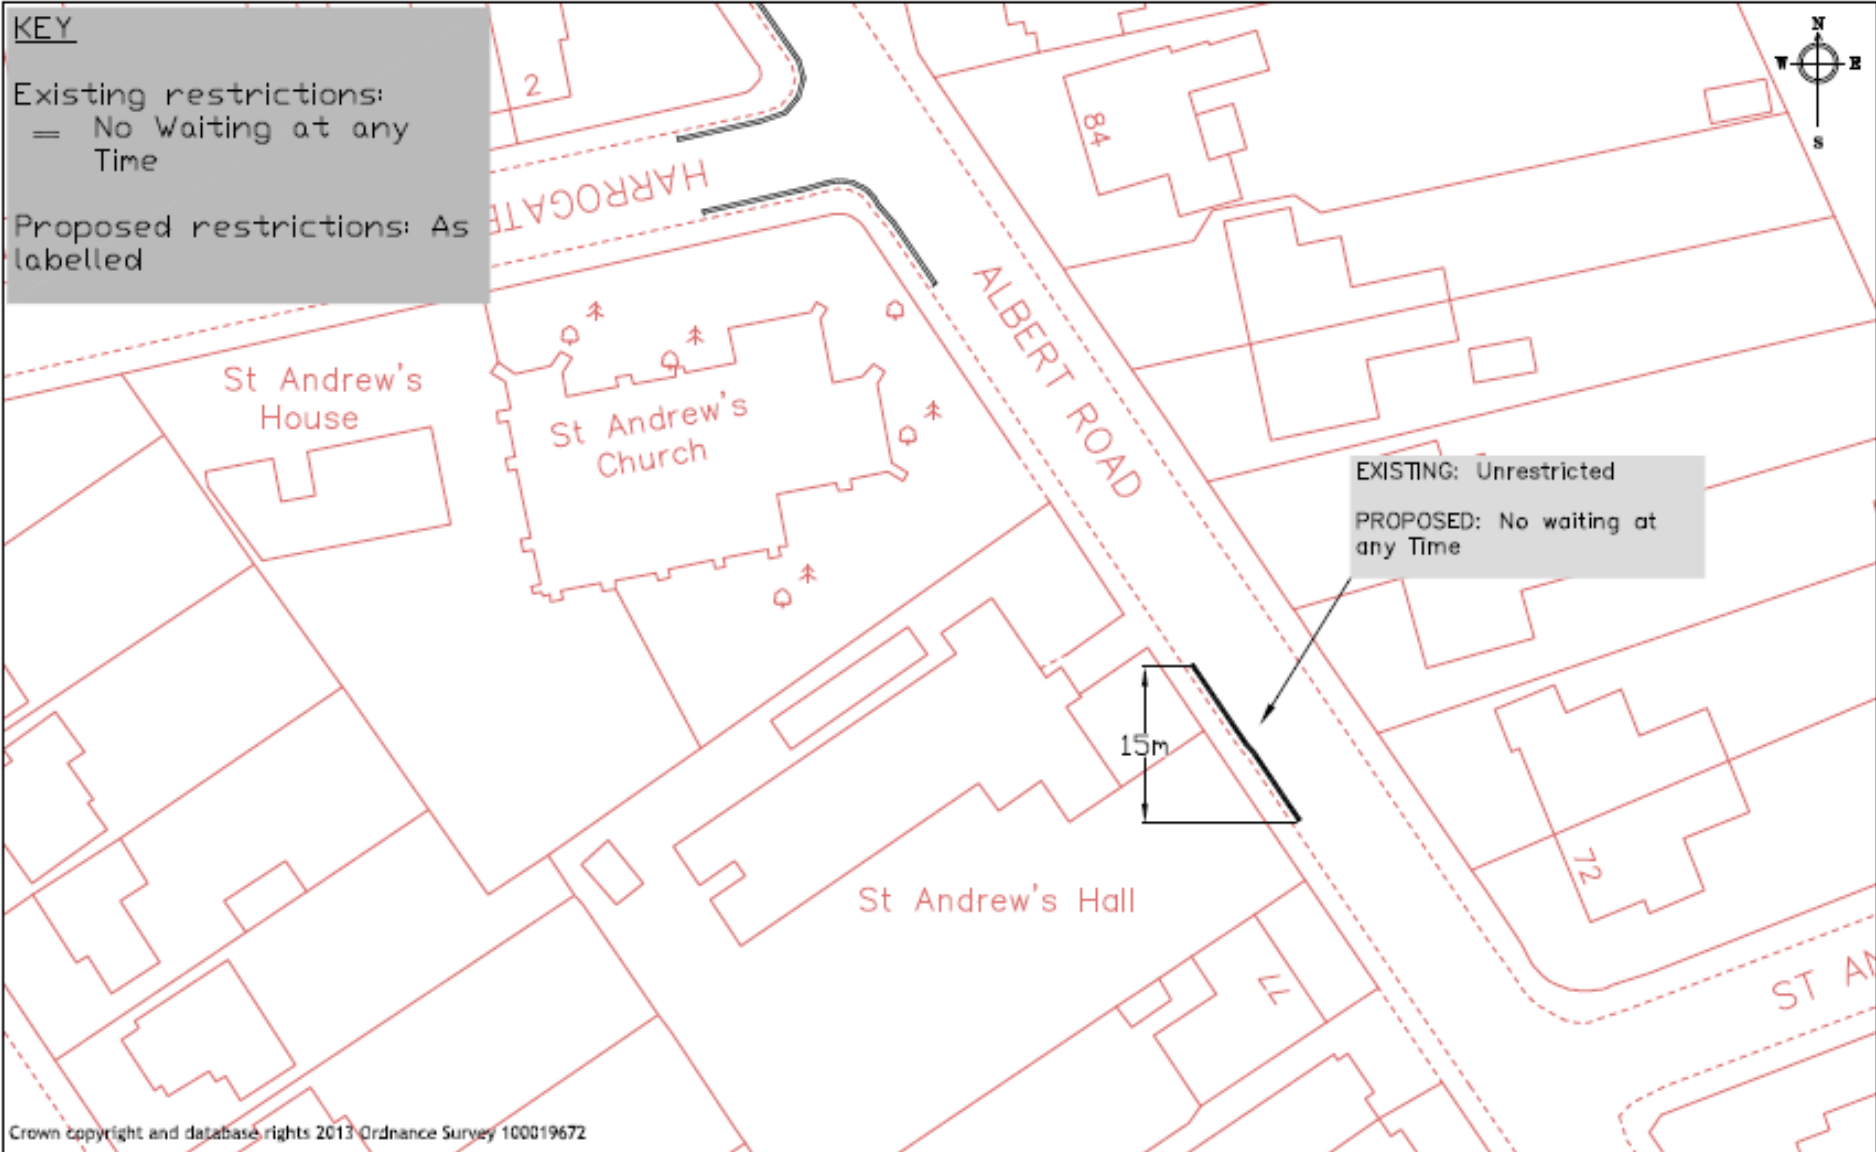 KEY
Existing restrictions:
= No Waiting at any
Time
Proposed restrictions: As
labelled
N
W E
S
2
84
HARROGATE
ALBERT ROAD
St Andrew's
House
St Andrew's
Church
EXISTING: Unrestricted
PROPOSED: No waiting at
any Time
15m
72
St Andrew's Hall
77
ST AN
Crown copyright and database rights 2013 Ordnance Survey 100019672